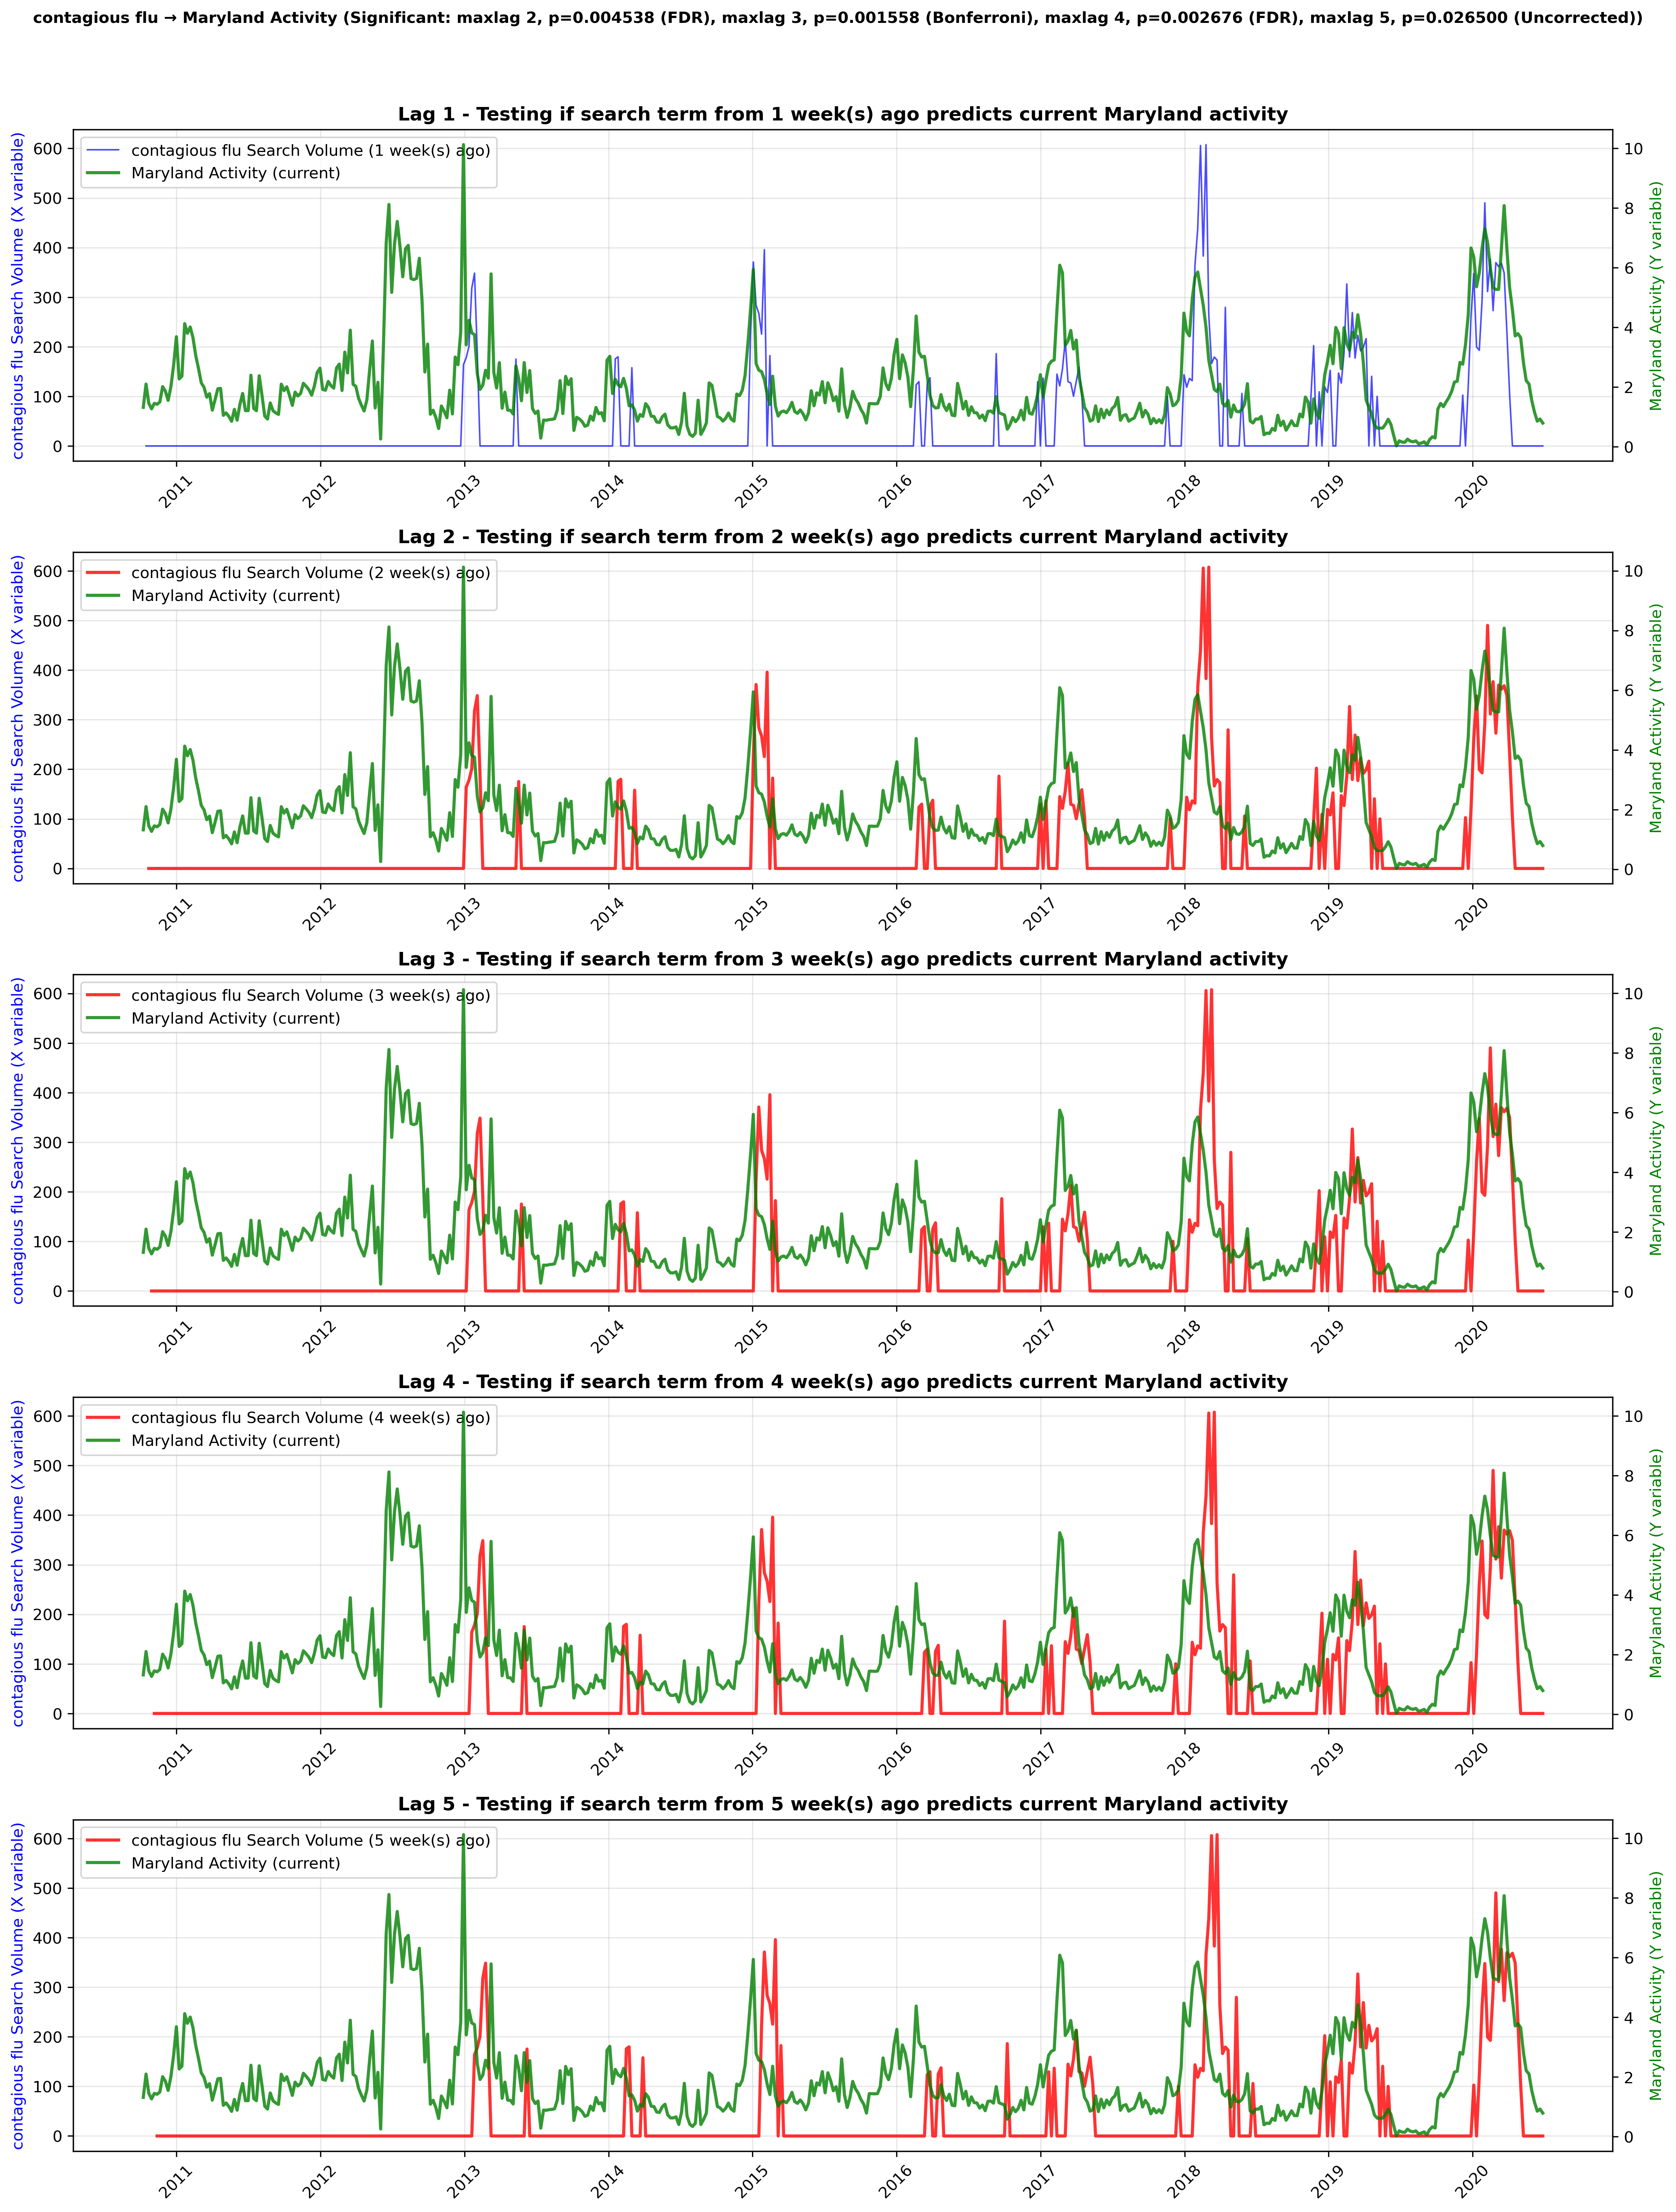 contagious flu → Maryland Activity (Significant: maxlag 2, p=0.004538 (FDR), maxlag 3, p=0.001558 (Bonferroni), maxlag 4, p=0.002676 (FDR), maxlag 5, p=0.026500 (Uncorrected))
Lag 1 - Testing if search term from 1 week(s) ago predicts current Maryland activity
contagious flu Search Volume (X variable)
600
500
400
300
200
100
0
contagious flu Search Volume (1 week(s) ago)
Maryland Activity (current)
10
8
6
4
2
0
Maryland Activity (Y variable)
2011 2012 2013 2014 2015 2016 2017 2018 2019 2020
Lag 2 - Testing if search term from 2 week(s) ago predicts current Maryland activity
contagious flu Search Volume (X variable)
600
500
400
300
200
100
0
contagious flu Search Volume (2 week(s) ago)
Maryland Activity (current)
10
8
6
4
2
0
Maryland Activity (Y variable)
2011 2012 2013 2014 2015 2016 2017 2018 2019 2020
Lag 3 - Testing if search term from 3 week(s) ago predicts current Maryland activity
contagious flu Search Volume (X variable)
600
500
400
300
200
100
0
contagious flu Search Volume (3 week(s) ago)
Maryland Activity (current)
10
8
6
4
2
0
Maryland Activity (Y variable)
2011 2012 2013 2014 2015 2016 2017 2018 2019 2020
Lag 4 - Testing if search term from 4 week(s) ago predicts current Maryland activity
contagious flu Search Volume (X variable)
600
500
400
300
200
100
0
contagious flu Search Volume (4 week(s) ago)
Maryland Activity (current)
10
8
6
4
2
0
Maryland Activity (Y variable)
2011 2012 2013 2014 2015 2016 2017 2018 2019 2020
Lag 5 - Testing if search term from 5 week(s) ago predicts current Maryland activity
contagious flu Search Volume (X variable)
600
500
400
300
200
100
0
contagious flu Search Volume (5 week(s) ago)
Maryland Activity (current)
10
8
6
4
2
0
Maryland Activity (Y variable)
2011 2012 2013 2014 2015 2016 2017 2018 2019 2020